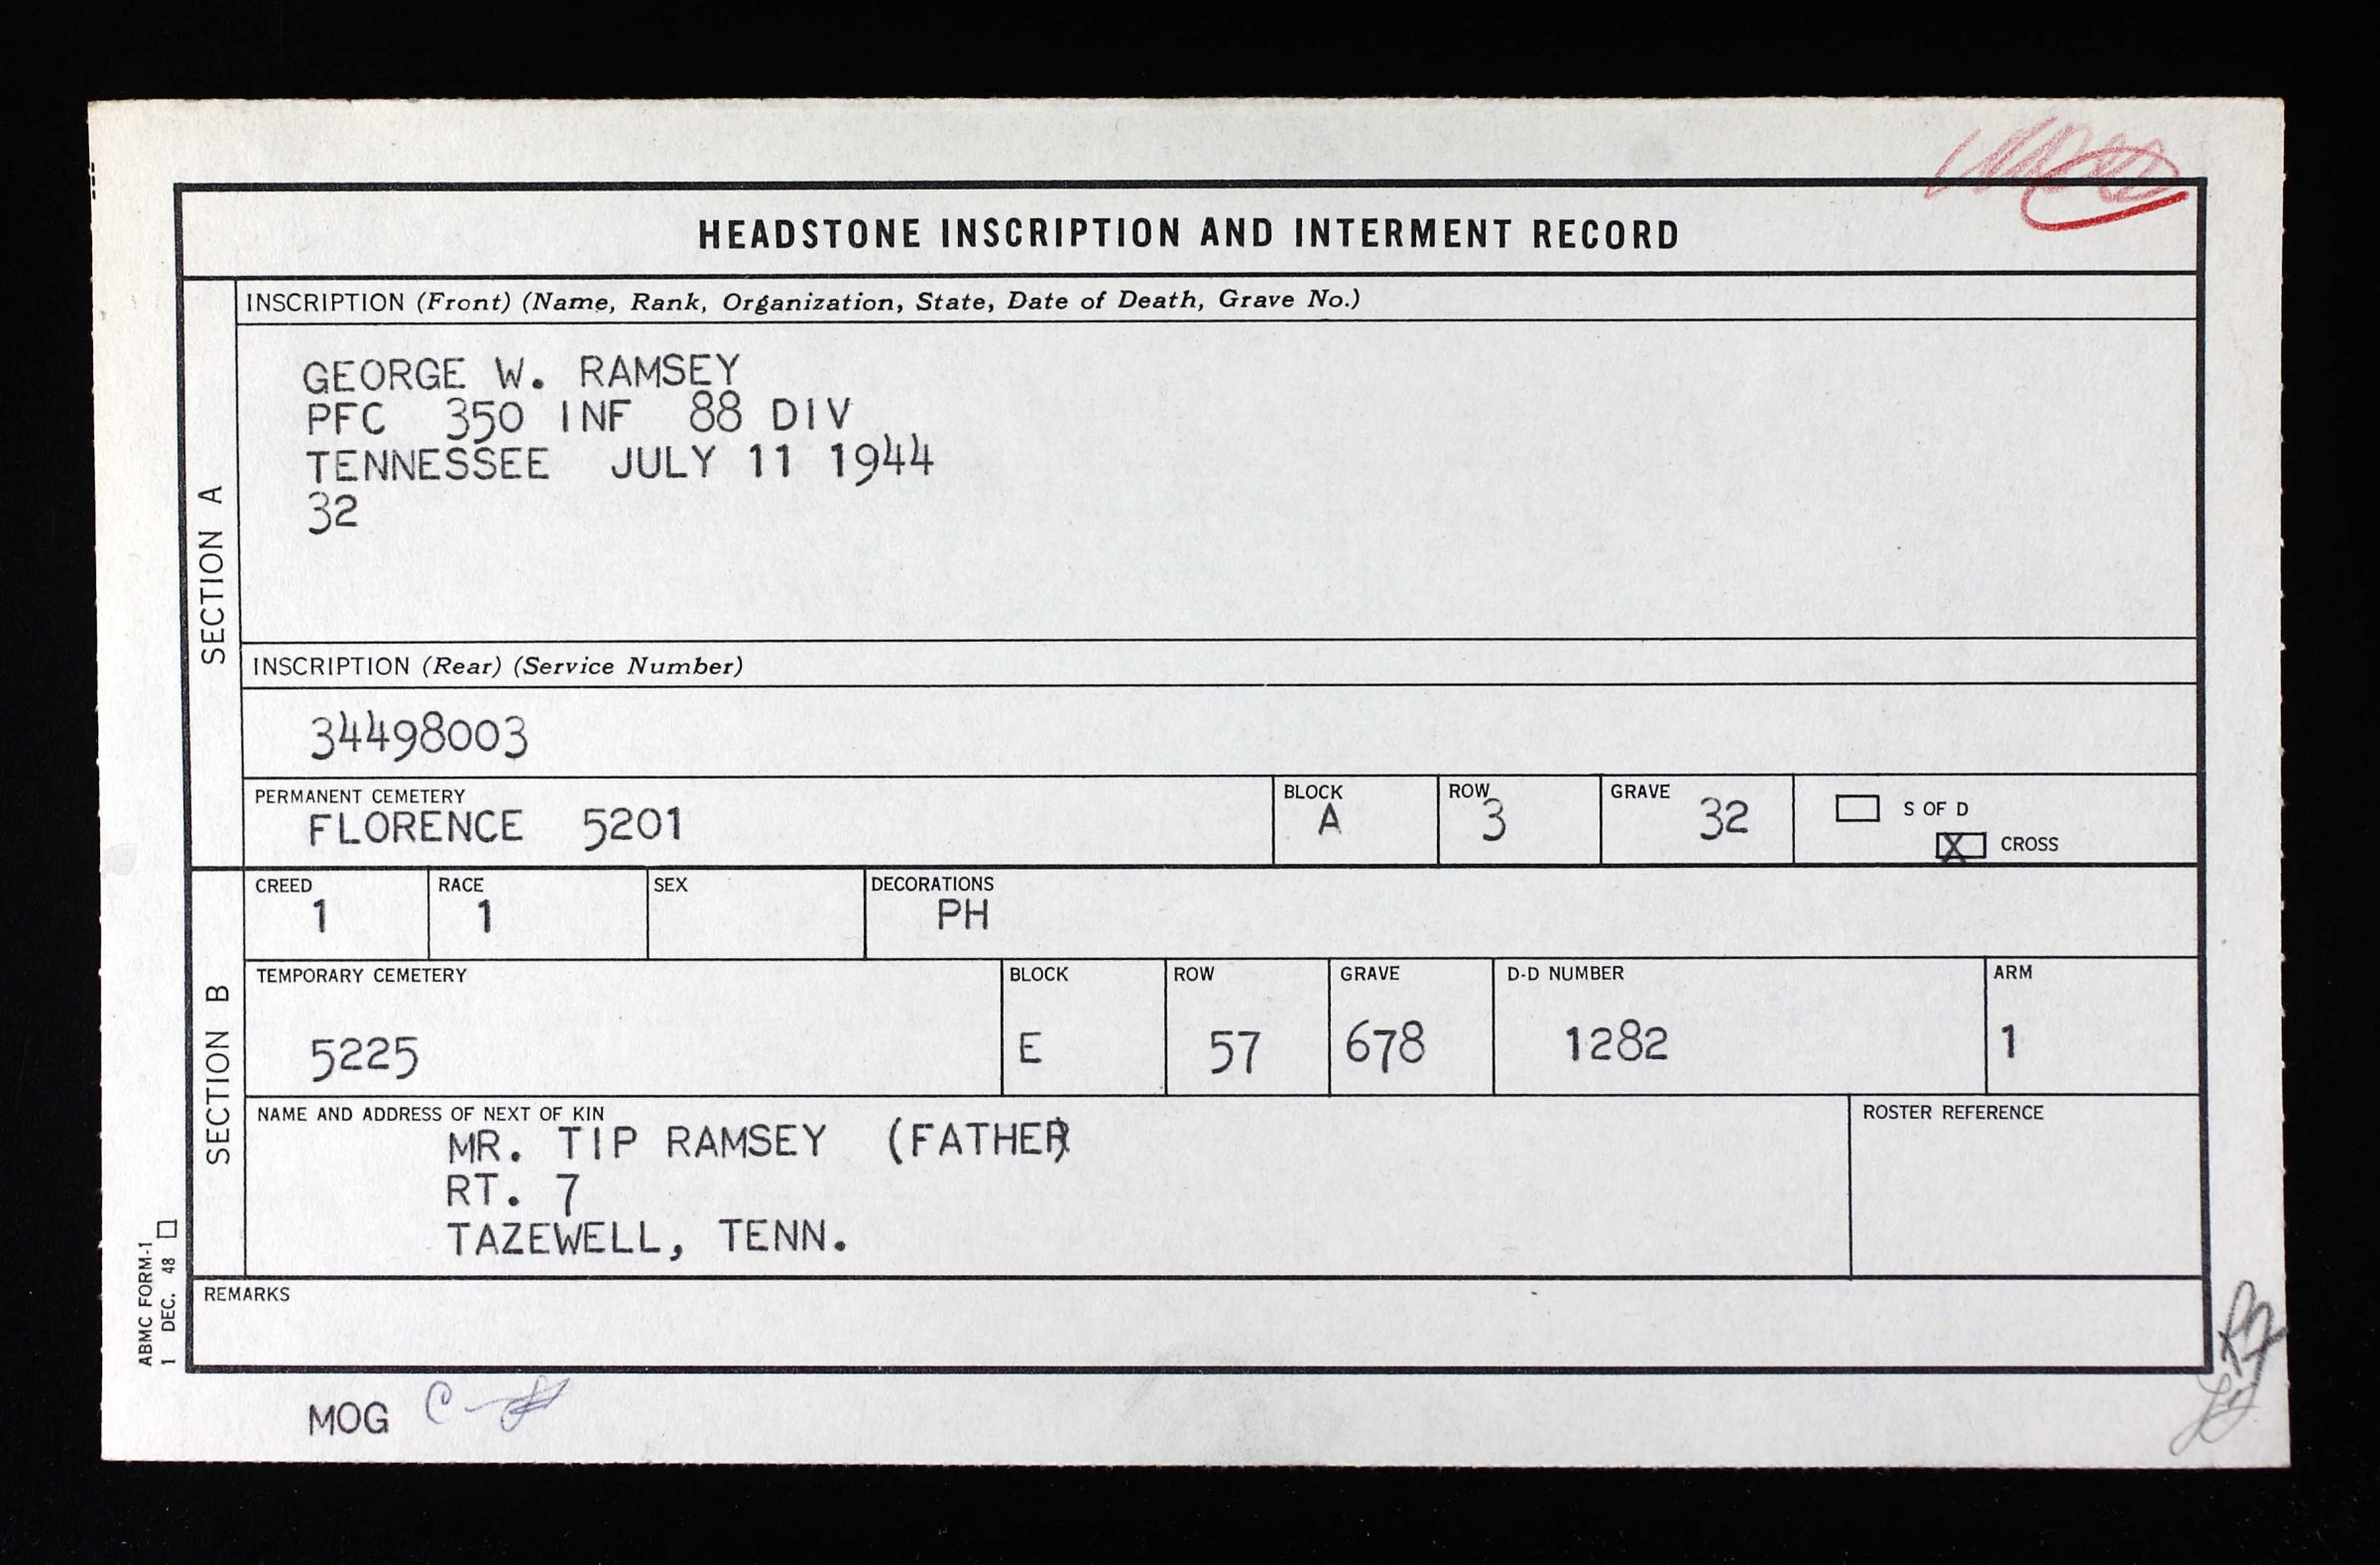 HEADSTONE INSCRIPTION AND INTERMENT RECORD
SECTION A
INSCRIPTION (Front) (Name, Rank, Organization, State, Date of Death, Grave No.)
GEORGE W. RAMSEY
PFC 350 INF 88 DIV
TENNESSEE JULY 11 1944
32
INSCRIPTION (Rear) (Service Number)
34498003
PERMANENT CEMETERY
FLORENCE 5201
BLOCK
A
ROW
3
GRAVE
32
S OF D
X CROSS
SECTION B
CREED
1
RACE
1
SEX
DECORATIONS
PH
TEMPORARY CEMETERY
5225
BLOCK
E
ROW
57
GRAVE
678
D-D NUMBER
1282
ARM
1
NAME AND ADDRESS OF NEXT OF KIN
MR. TIP RAMSEY (FATHER)
RT. 7
TAZEWELL, TENN.
ROSTER REFERENCE
REMARKS
ABMC FORM-1
1 DEC. 48
MOG